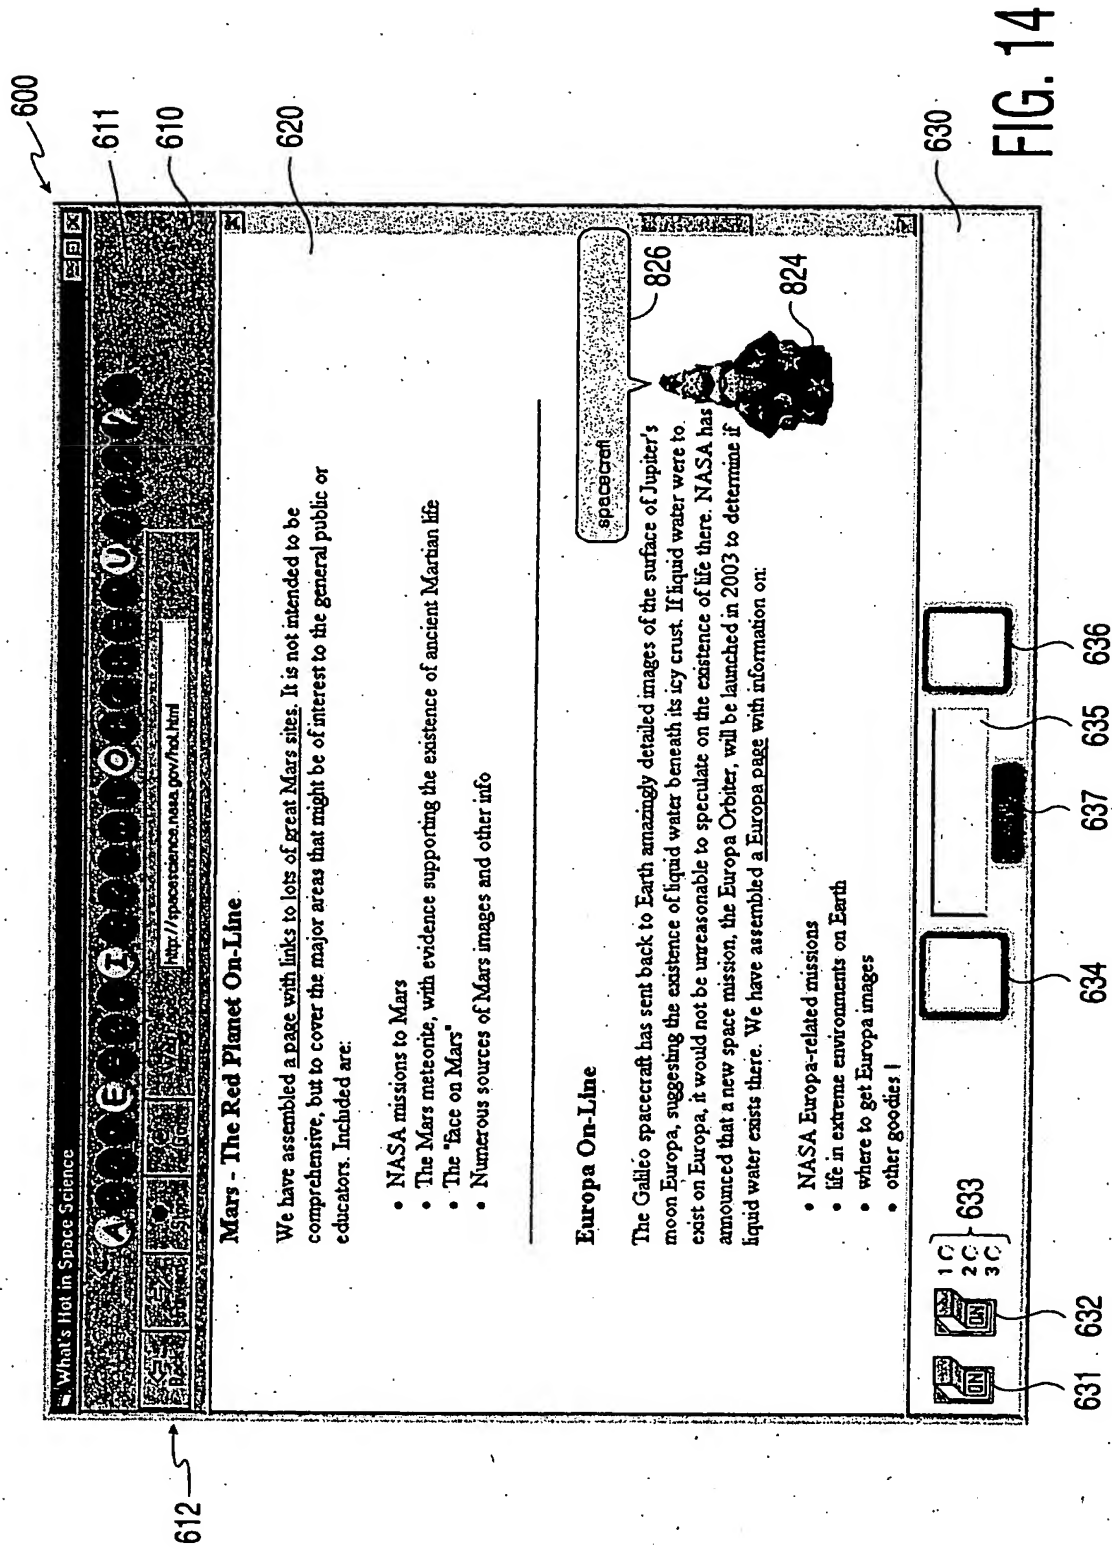 600
611
610
620
What's Hot in Space Science
A E I O U ?
Back
Stop
http://spacescience.nasa.gov/hot.html
612
Mars - The Red Planet On-Line
We have assembled a page with links to lots of great Mars sites. It is not intended to be
comprehensive, but to cover the major areas that might be of interest to the general public or
educators. Included are:
• NASA missions to Mars
• The Mars meteorite, with evidence supporting the existence of ancient Martian life
• The "face on Mars"
• Numerous sources of Mars images and other info
Europa On-Line
spacecraft
826
824
The Galileo spacecraft has sent back to Earth amazingly detailed images of the surface of Jupiter's
moon Europa, suggesting the existence of liquid water beneath its icy crust. If liquid water were to
exist on Europa, it would not be unreasonable to speculate on the existence of life there. NASA has
announced that a new space mission, the Europa Orbiter, will be launched in 2003 to determine if
liquid water exists there. We have assembled a Europa page with information on:
• NASA Europa-related missions
• life in extreme environments on Earth
• where to get Europa images
• other goodies !
630
ON
ON
1
2
3
633
631
632
634
637
635
636
FIG. 14